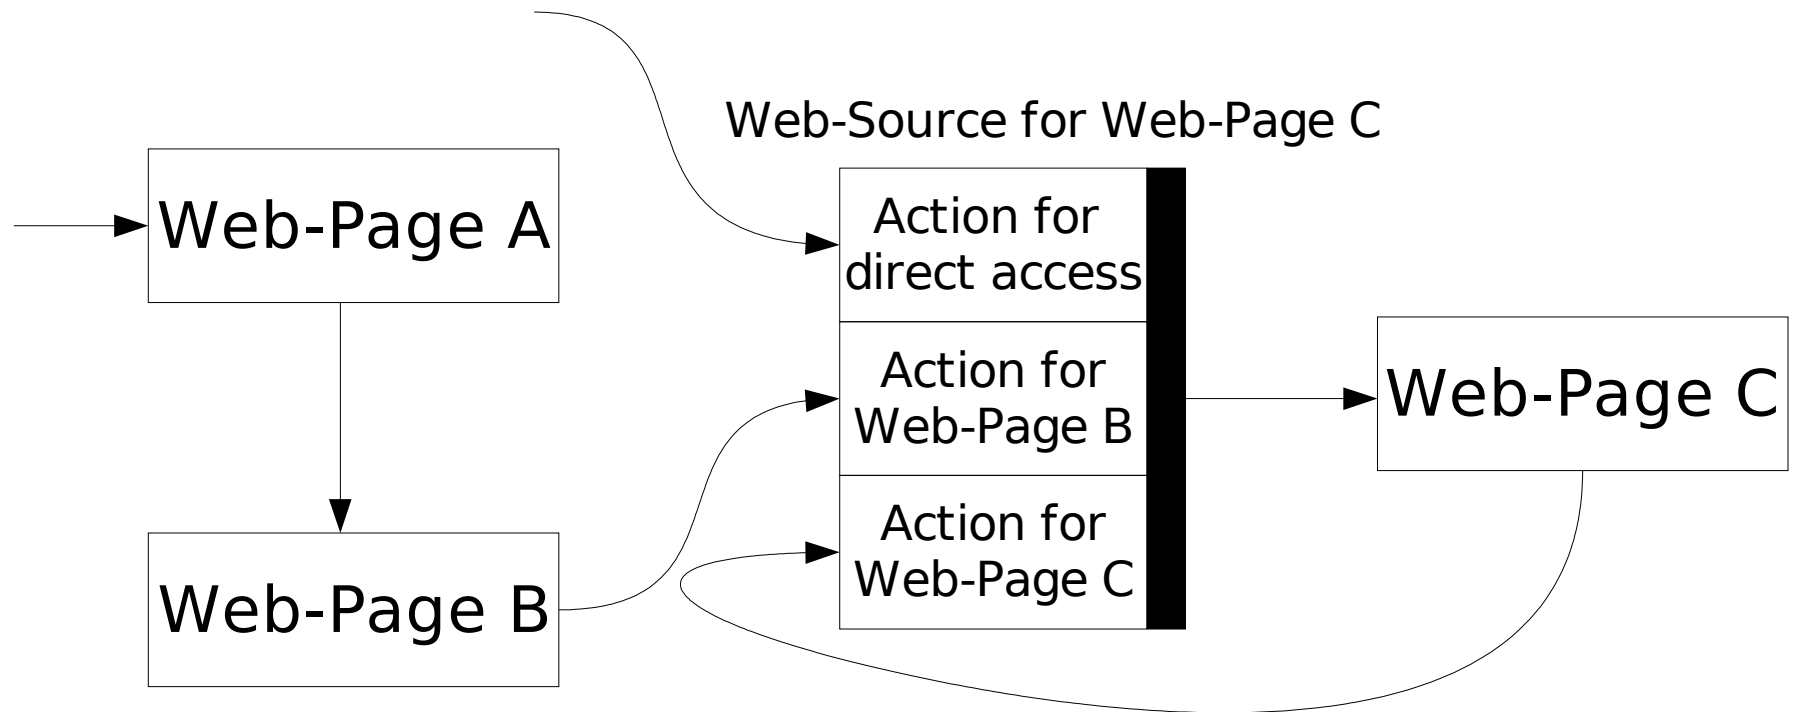 Web-Source for Web-Page C
Web-Page A
Action for
direct access
Action for
Web-Page B
Web-Page C
Action for
Web-Page C
Web-Page B